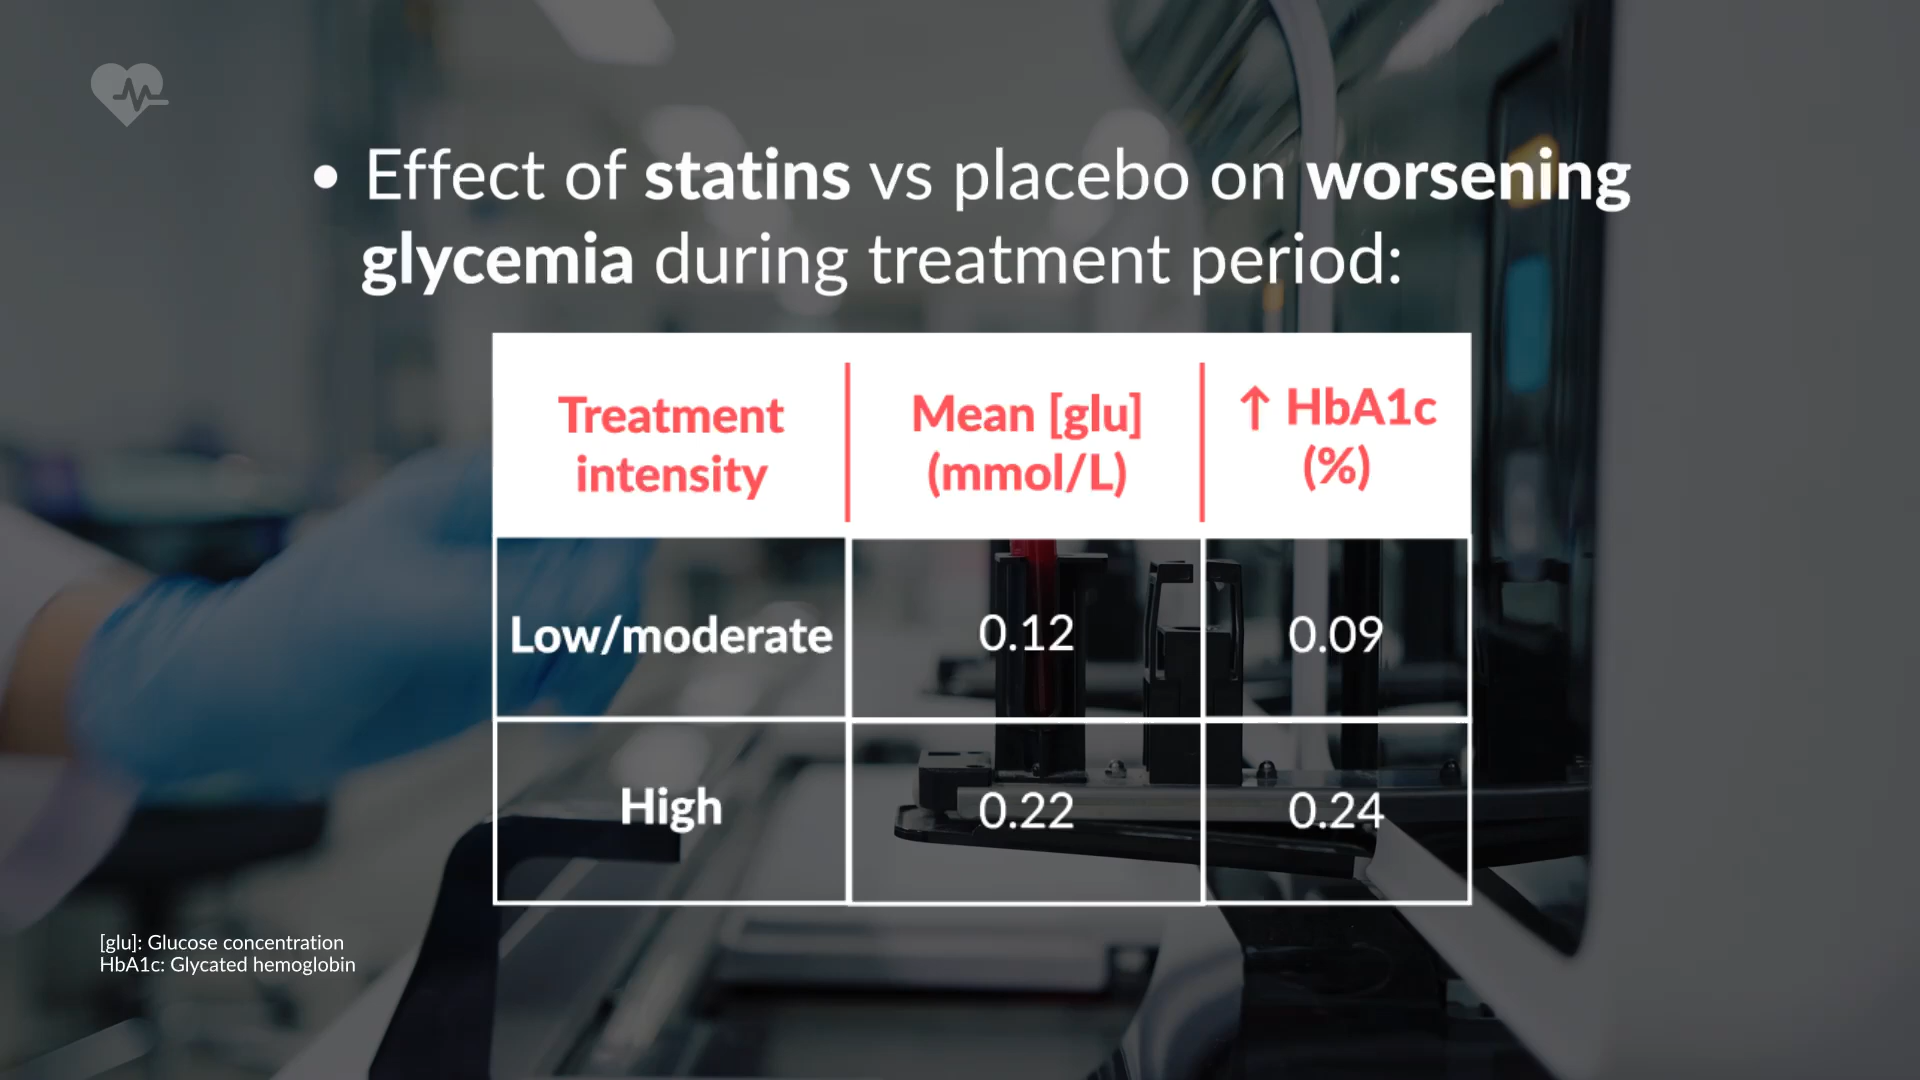 • Effect of statins vs placebo on worsening
glycemia during treatment period:
Treatment intensity
Mean [glu] (mmol/L)
↑ HbA1c (%)
Low/moderate
0.12
0.09
High
0.22
0.24
[glu]: Glucose concentration
HbA1c: Glycated hemoglobin